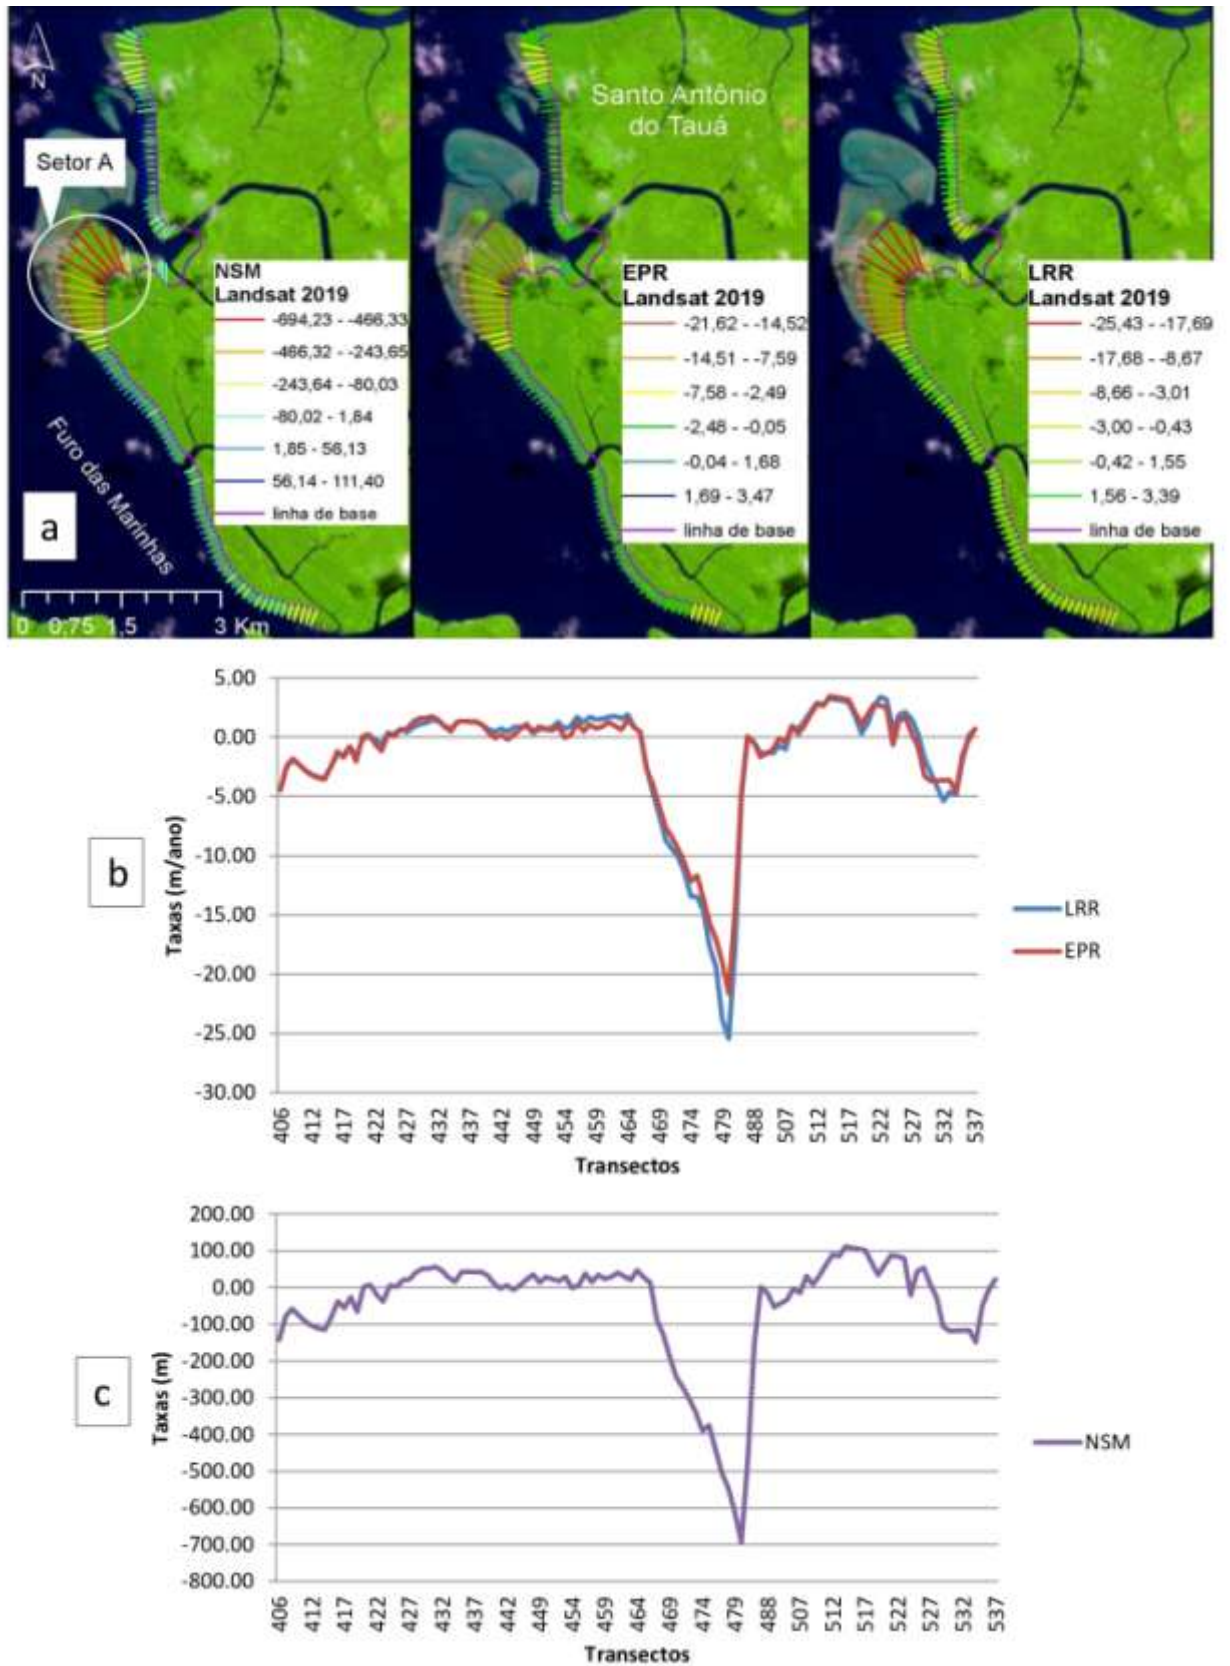 N
Setor A
Santo Antônio
do Tauá
Furo das Marinhas
NSM
Landsat 2019
-694,23 - -466,33
-466,32 - -243,65
-243,64 - -80,03
-80,02 - 1,84
1,85 - 56,13
56,14 - 111,40
linha de base
EPR
Landsat 2019
-21,62 - -14,52
-14,51 - -7,59
-7,58 - -2,49
-2,48 - -0,05
-0,04 - 1,68
1,69 - 3,47
linha de base
LRR
Landsat 2019
-25,43 - -17,69
-17,68 - -8,67
-8,66 - -3,01
-3,00 - -0,43
-0,42 - 1,55
1,56 - 3,39
linha de base
a
0 0,75 1,5 3 Km
b
Taxas (m/ano)
5.00
0.00
-5.00
-10.00
-15.00
-20.00
-25.00
-30.00
406 412 417 422 427 432 437 442 449 454 459 464 469 474 479 488 507 512 517 522 527 532 537
Transectos
LRR
EPR
c
Taxas (m)
200.00
100.00
0.00
-100.00
-200.00
-300.00
-400.00
-500.00
-600.00
-700.00
-800.00
406 412 417 422 427 432 437 442 449 454 459 464 469 474 479 488 507 512 517 522 527 532 537
Transectos
NSM